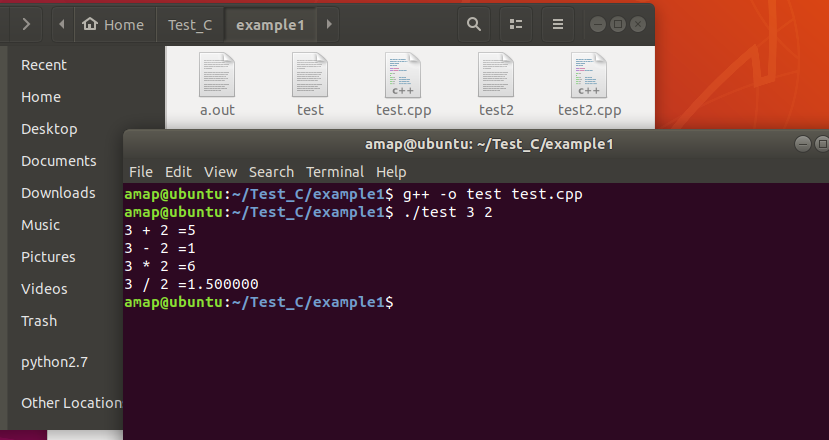 Home Test_C example1
Recent
Home
Desktop
Documents
Downloads
Music
Pictures
Videos
Trash
python2.7
Other Location
a.out test test.cpp test2 test2.cpp
c++ c++
amap@ubuntu: ~/Test_C/example1
File Edit View Search Terminal Help
amap@ubuntu:~/Test_C/example1$ g++ -o test test.cpp
amap@ubuntu:~/Test_C/example1$ ./test 3 2
3 + 2 =5
3 - 2 =1
3 * 2 =6
3 / 2 =1.500000
amap@ubuntu:~/Test_C/example1$